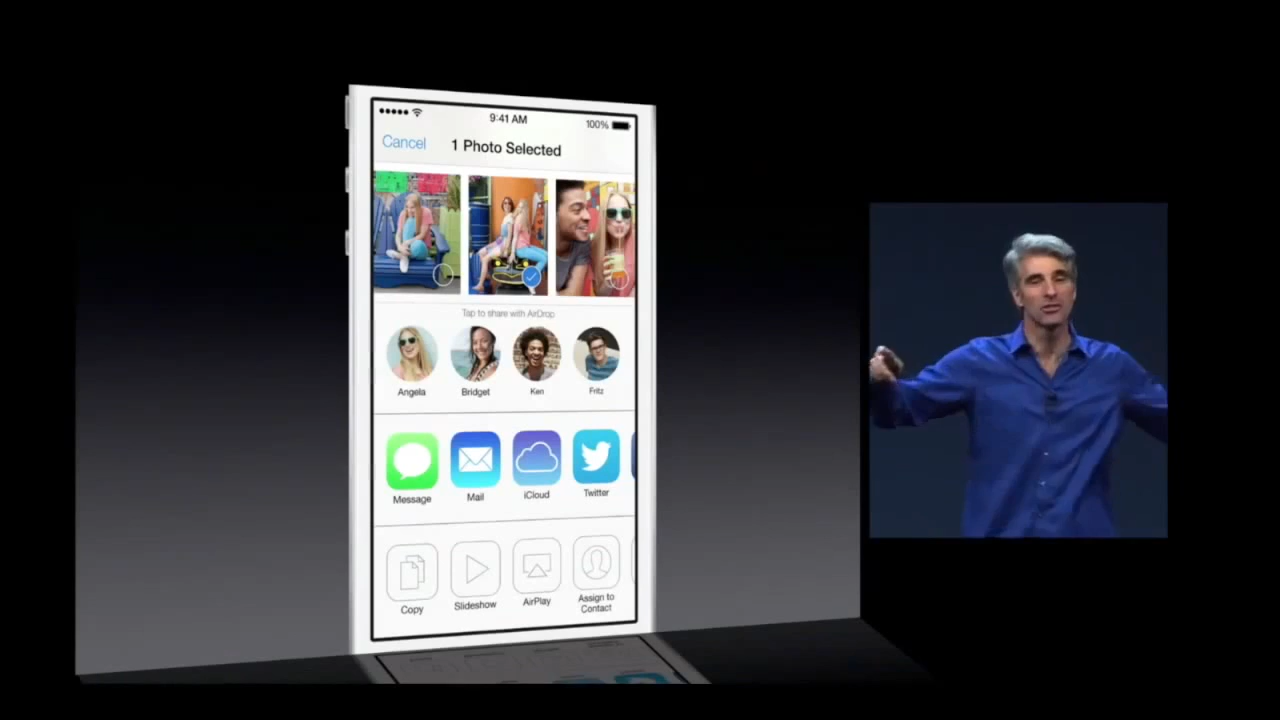 9:41 AM
100%
Cancel
1 Photo Selected
Tap to share with AirDrop
Angela
Bridget
Ken
Fritz
Message
Mail
iCloud
Twitter
Copy
Slideshow
AirPlay
Assign to
Contact